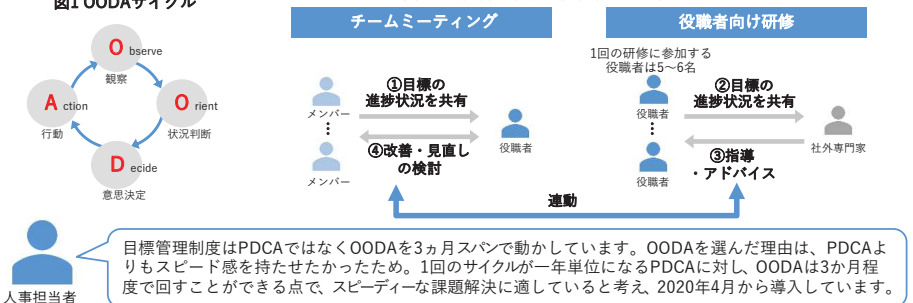 図1 OODAサイクル
Observe
観察
Orient
状況判断
Decide
意思決定
Action
行動
チームミーティング
メンバー
⋮
メンバー
①目標の
進捗状況を共有
④改善・見直し
の検討
役職者
役職者向け研修
1回の研修に参加する
役職者は5～6名
役職者
⋮
役職者
②目標の
進捗状況を共有
③指導
・アドバイス
社外専門家
連動
人事担当者
目標管理制度はPDCAではなくOODAを3ヵ月スパンで動かしています。OODAを選んだ理由は、PDCAよ
りもスピード感を持たせたかったため。1回のサイクルが一年単位になるPDCAに対し、OODAは3か月程
度で回すことができる点で、スピーディーな課題解決に適していると考え、2020年4月から導入しています。